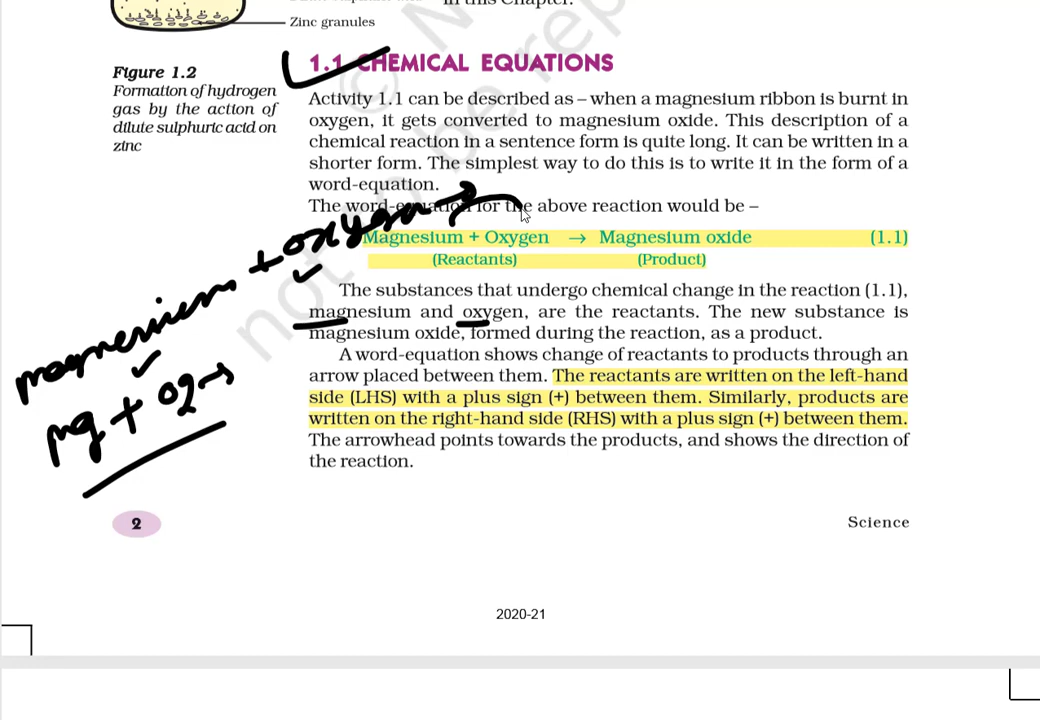 in this Chapter.
Zinc granules
Figure 1.2
Formation of hydrogen
gas by the action of
dilute sulphuric acid on
zinc
1.1 CHEMICAL EQUATIONS
Activity 1.1 can be described as – when a magnesium ribbon is burnt in
oxygen, it gets converted to magnesium oxide. This description of a
chemical reaction in a sentence form is quite long. It can be written in a
shorter form. The simplest way to do this is to write it in the form of a
word-equation.
The word-equation for the above reaction would be –
Magnesium + Oxygen → Magnesium oxide (1.1)
(Reactants) (Product)
The substances that undergo chemical change in the reaction (1.1),
magnesium and oxygen, are the reactants. The new substance is
magnesium oxide, formed during the reaction, as a product.
A word-equation shows change of reactants to products through an
arrow placed between them. The reactants are written on the left-hand
side (LHS) with a plus sign (+) between them. Similarly, products are
written on the right-hand side (RHS) with a plus sign (+) between them.
The arrowhead points towards the products, and shows the direction of
the reaction.
magnesium + oxygen →
Mg + O2 →
2
Science
2020-21
not
be rep